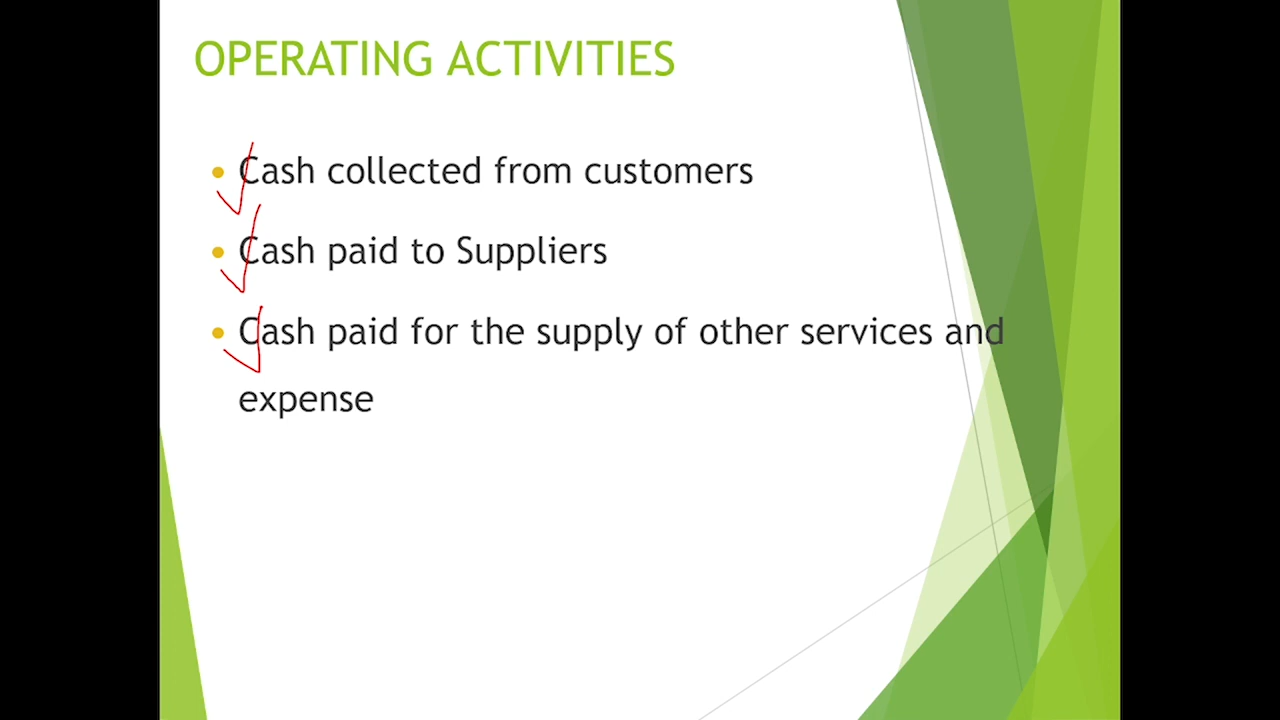 OPERATING ACTIVITIES
Cash collected from customers
Cash paid to Suppliers
Cash paid for the supply of other services and
expense